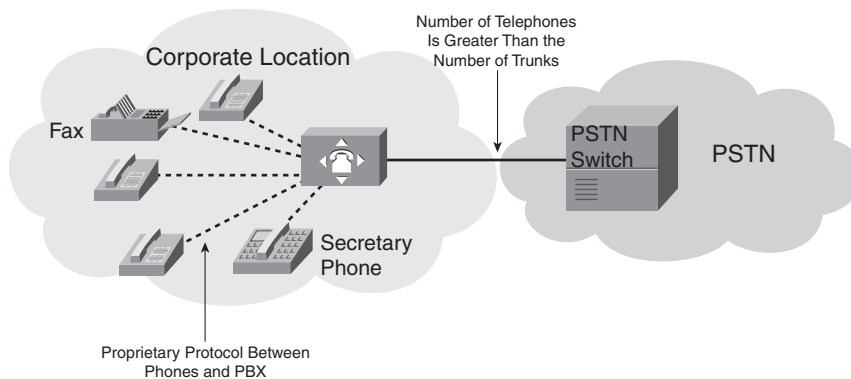 Number of Telephones
Is Greater Than the
Number of Trunks
Corporate Location
Fax
PSTN
Switch
PSTN
Secretary
Phone
Proprietary Protocol Between
Phones and PBX